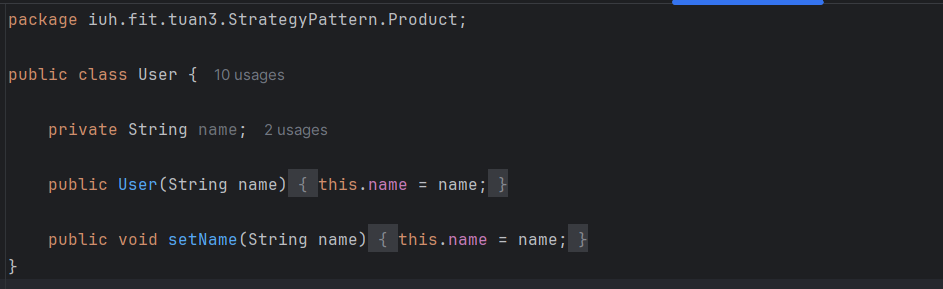 package iuh.fit.tuan3.StrategyPattern.Product;
public class User { 10 usages
private String name; 2 usages
public User(String name) { this.name = name; }
public void setName(String name) { this.name = name; }
}